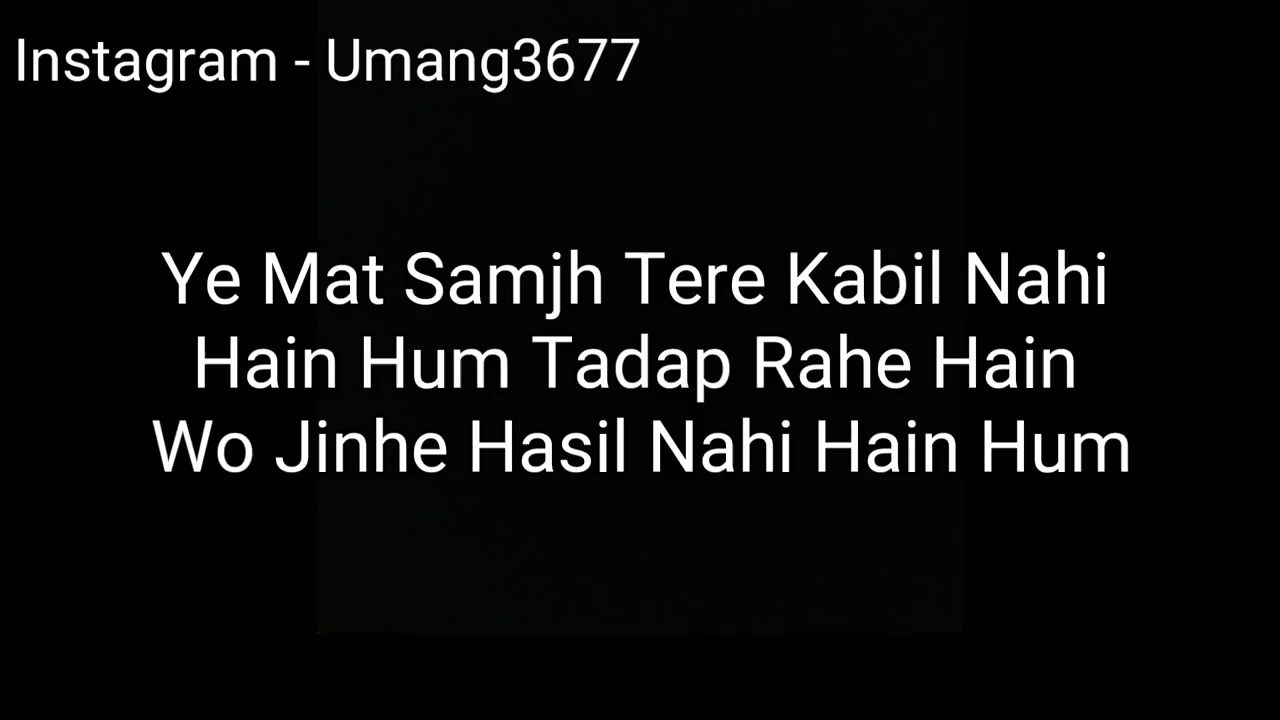 Instagram - Umang3677
Ye Mat Samjh Tere Kabil Nahi
Hain Hum Tadap Rahe Hain
Wo Jinhe Hasil Nahi Hain Hum